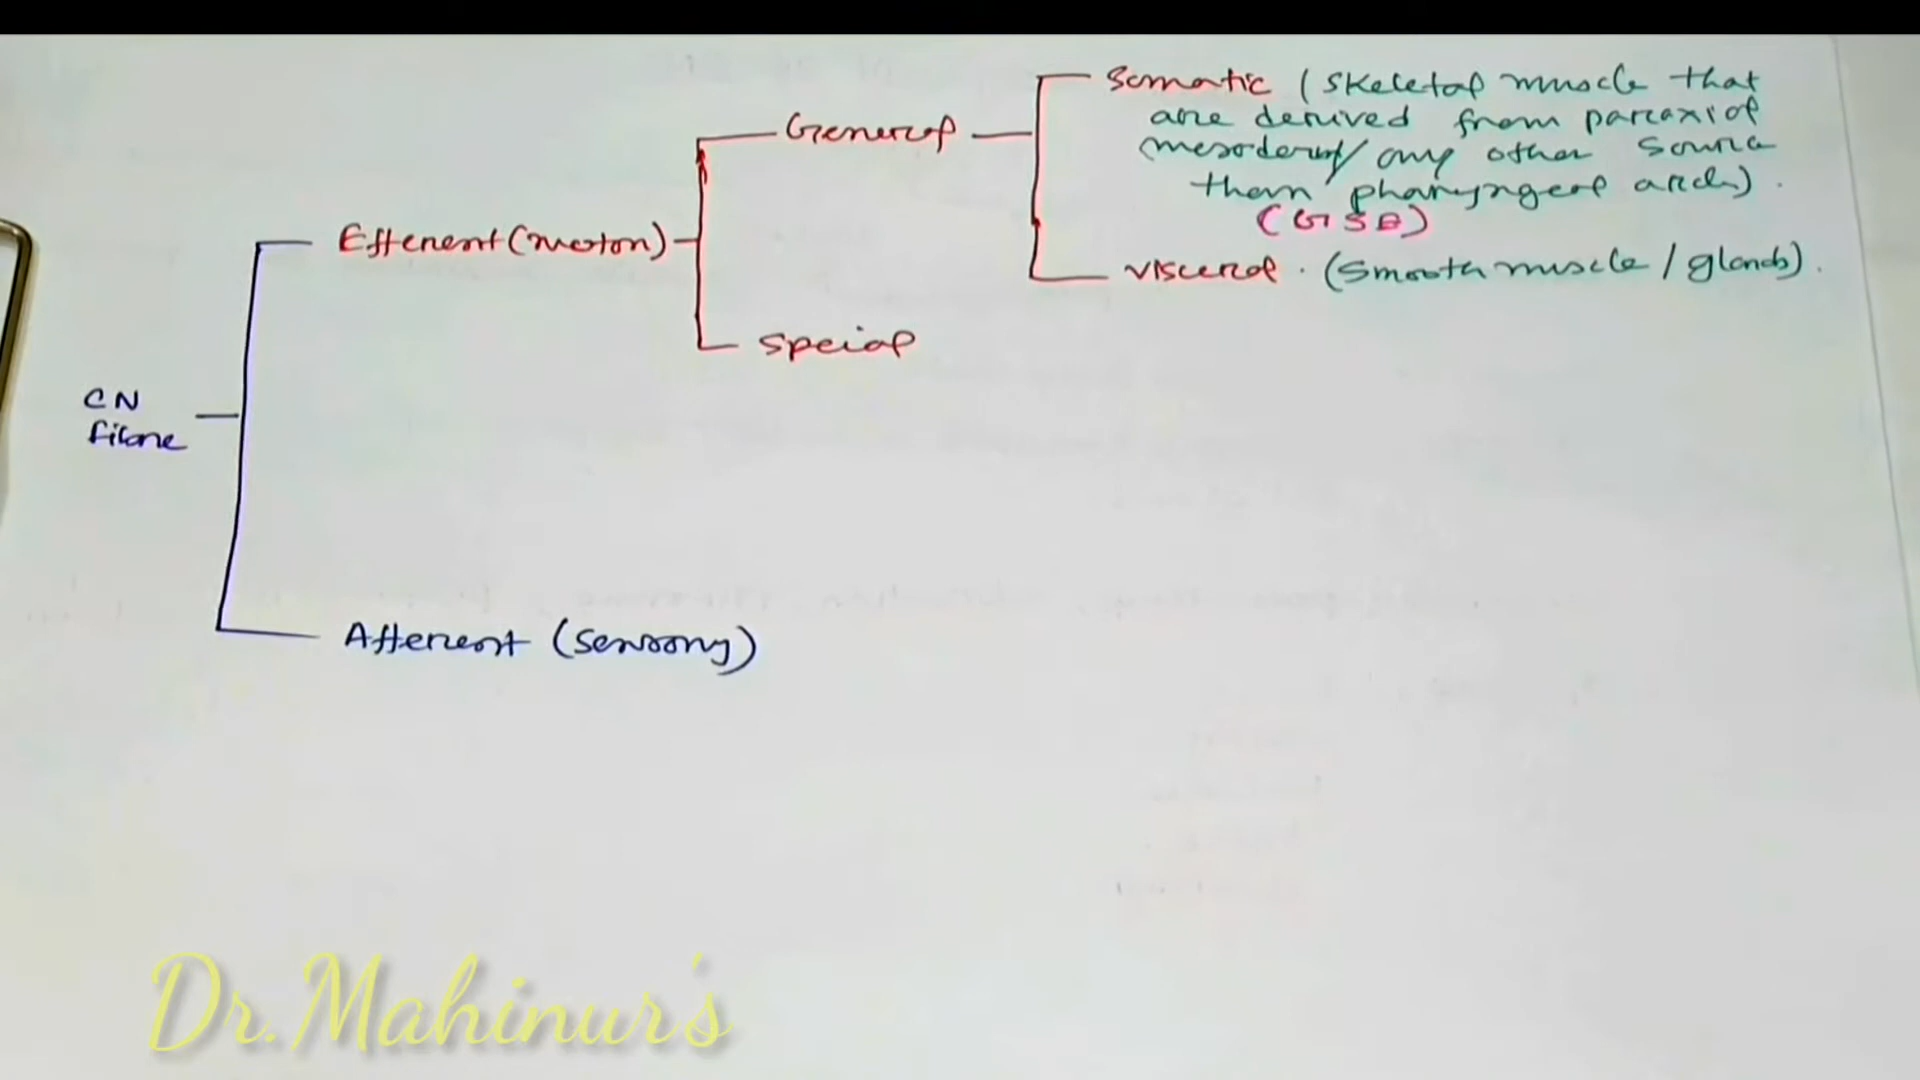 Somatic (skeletal muscle that
are derived from paraxial
mesoderm/ any other source
than pharyngeal arch).
(GSE)
General
Efferent (motor)
visceral. (smooth muscle / glands).
Speial
CN
fibre
Afferent (sensory)
Dr.Mahinur's